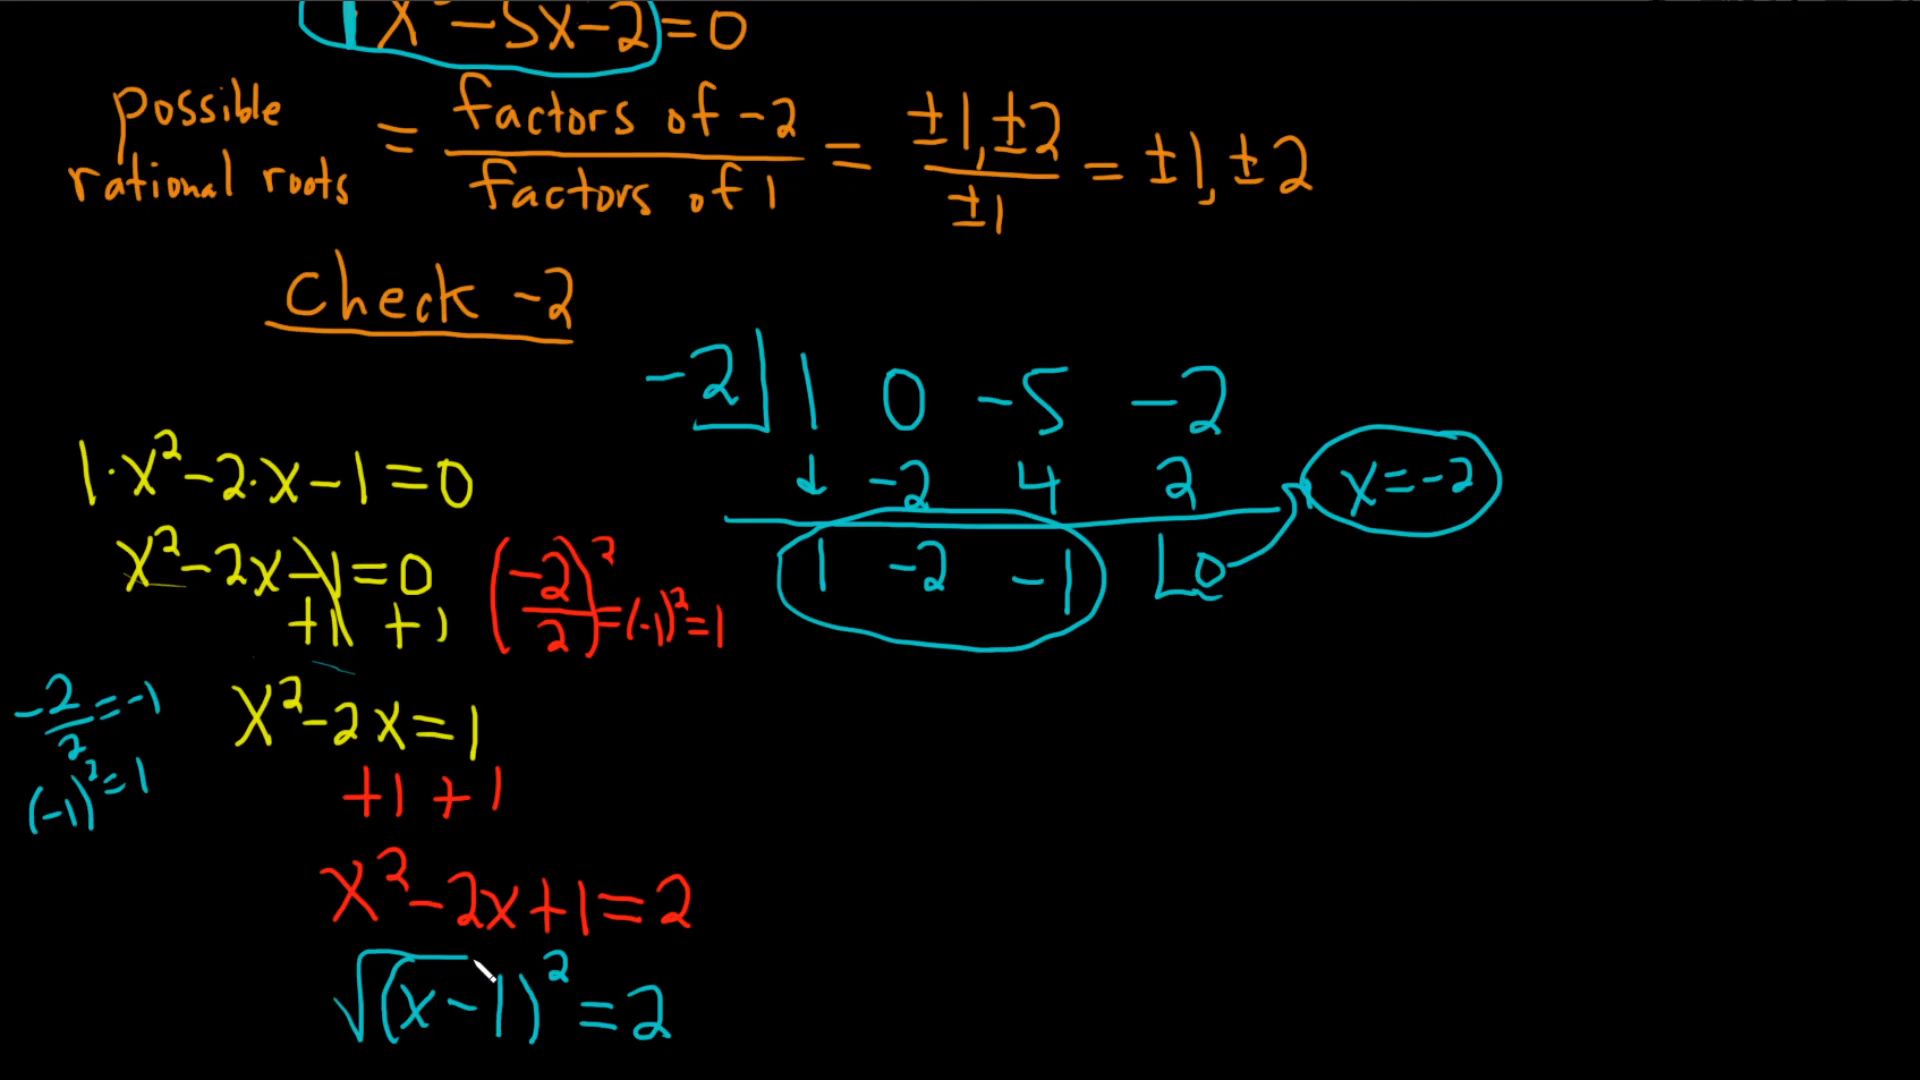 1x³-5x-2=0
possible rational roots = factors of -2 / factors of 1 = ±1, ±2 / ±1 = ±1, ±2
Check -2
-2 | 1 0 -5 -2
↓ -2 4 2
1 -2 -1 0
x=-2
1·x²-2·x-1=0
x²-2x-1=0
+1 +1
(-2/2)²=(-1)²=1
x²-2x=1
-2/2=-1
(-1)²=1
+1 +1
x²-2x+1=2
√(x-1)²=2